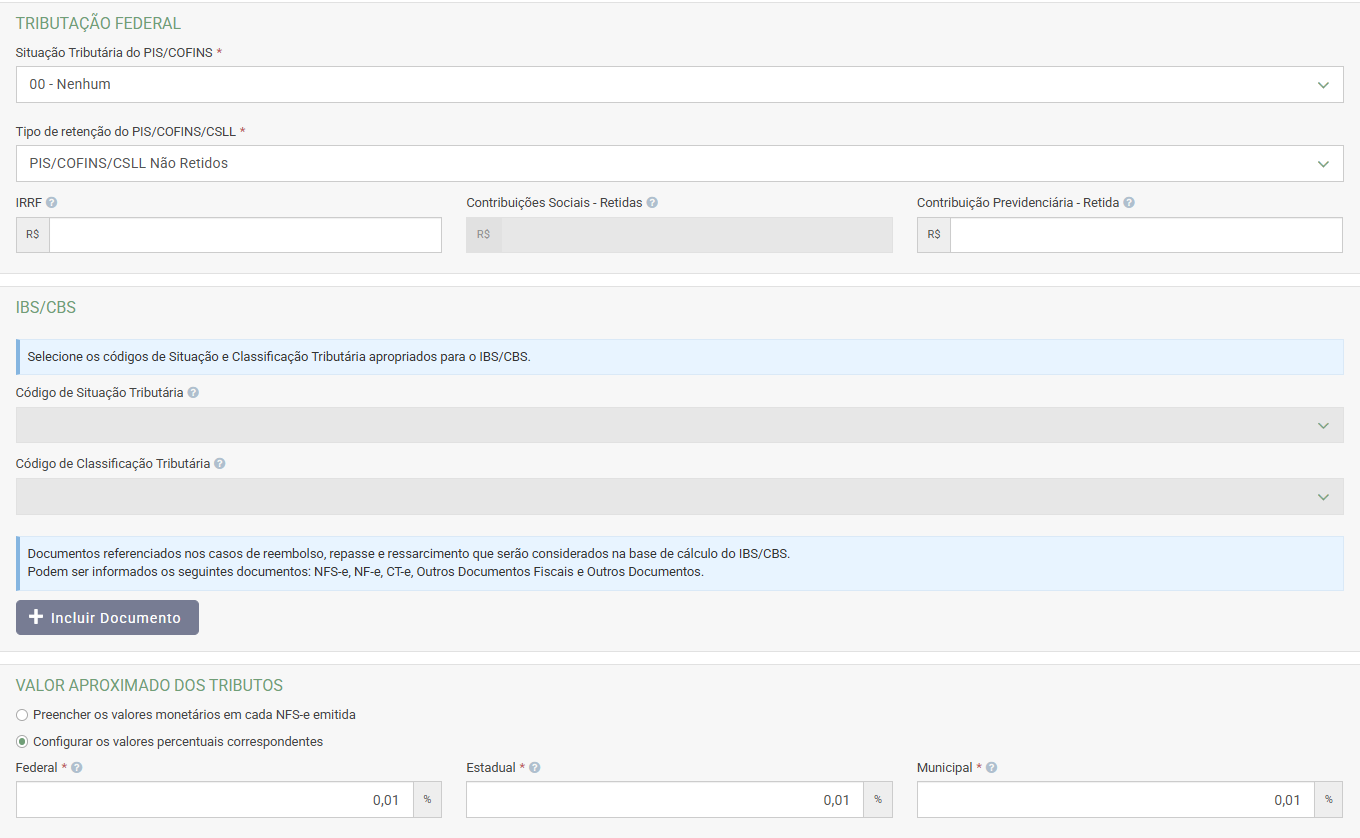 TRIBUTAÇÃO FEDERAL
Situação Tributária do PIS/COFINS *
00 - Nenhum
Tipo de retenção do PIS/COFINS/CSLL *
PIS/COFINS/CSLL Não Retidos
IRRF ? Contribuições Sociais - Retidas ? Contribuição Previdenciária - Retida ?
R$ R$ R$
IBS/CBS
Selecione os códigos de Situação e Classificação Tributária apropriados para o IBS/CBS.
Código de Situação Tributária ?
Código de Classificação Tributária ?
Documentos referenciados nos casos de reembolso, repasse e ressarcimento que serão considerados na base de cálculo do IBS/CBS.
Podem ser informados os seguintes documentos: NFS-e, NF-e, CT-e, Outros Documentos Fiscais e Outros Documentos.
Incluir Documento
VALOR APROXIMADO DOS TRIBUTOS
Preencher os valores monetários em cada NFS-e emitida
Configurar os valores percentuais correspondentes
Federal * ? Estadual * ? Municipal * ?
0,01 % 0,01 % 0,01 %